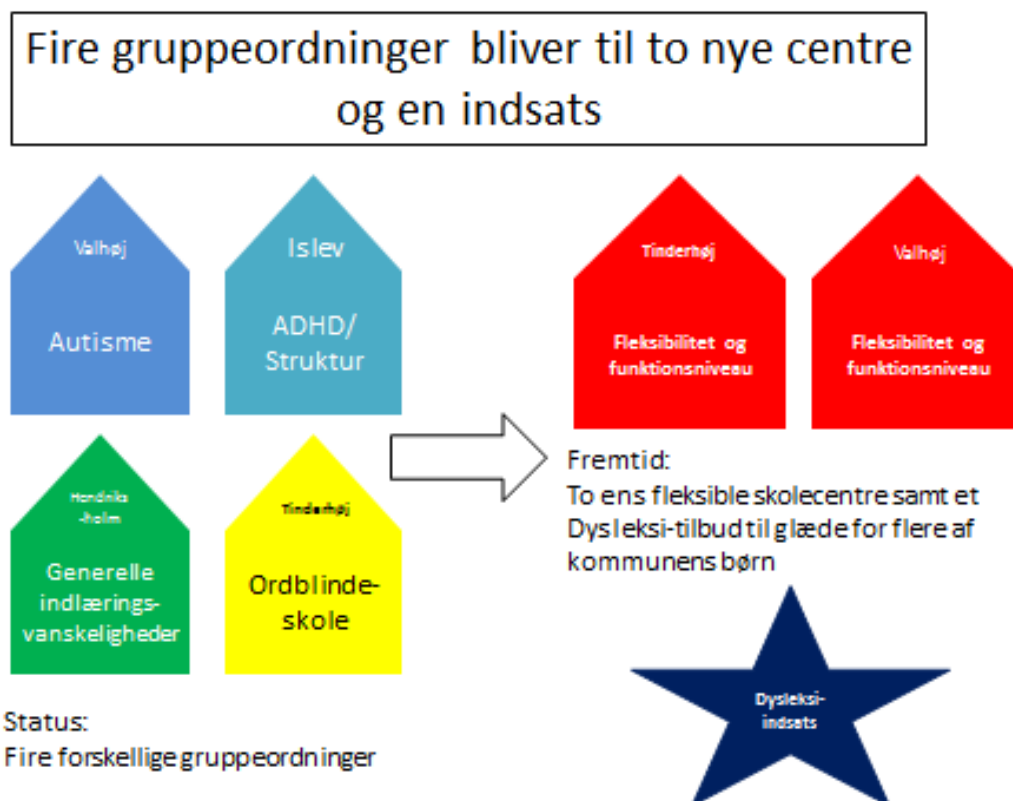 Fire gruppeordninger bliver til to nye centre
og en indsats
Valhøj
Autisme
Islev
ADHD/
Struktur
Hendriks
-holm
Generelle
indlærings-
vanskeligheder
Tinderhøj
Ordblinde-
skole
Status:
Fire forskellige gruppeordninger
Tinderhøj
Fleksibilitet og
funktionsniveau
Valhøj
Fleksibilitet og
funktionsniveau
Fremtid:
To ens fleksible skolecentre samt et
Dysleksi-tilbud til glæde for flere af
kommunens børn
Dysleksi-
indsats